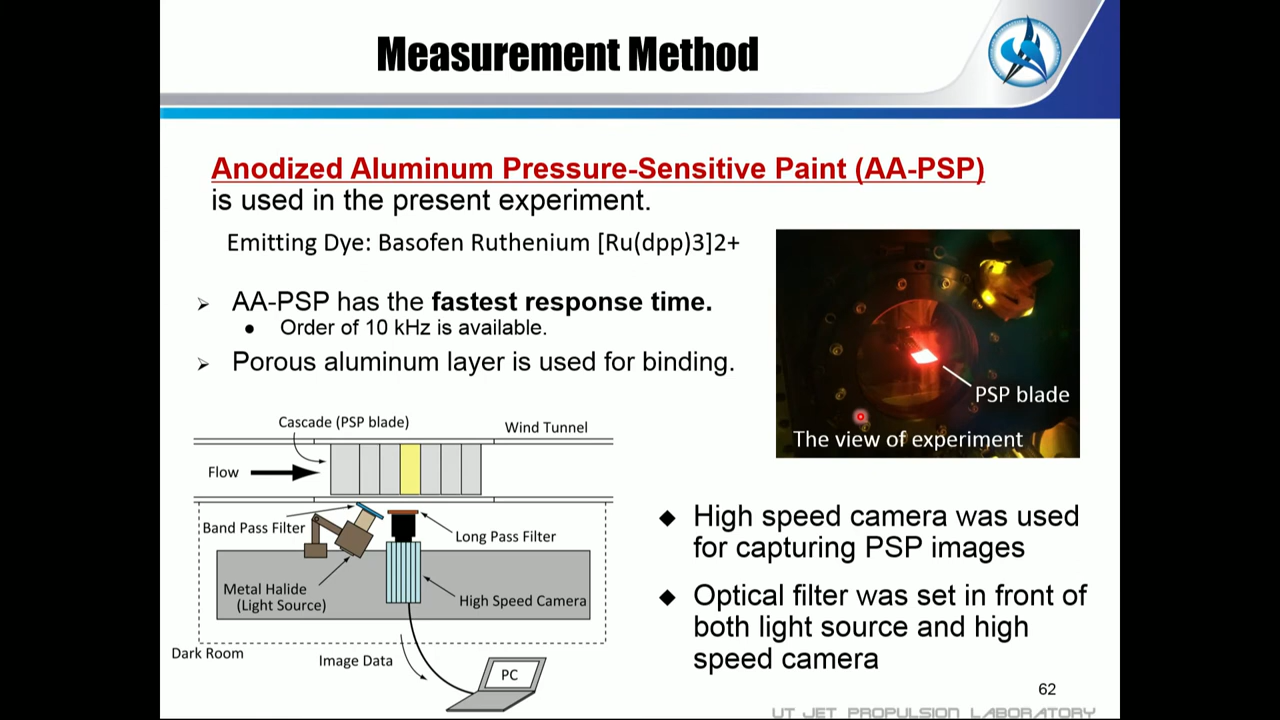 Measurement Method
Anodized Aluminum Pressure-Sensitive Paint (AA-PSP)
is used in the present experiment.
Emitting Dye: Basofen Ruthenium [Ru(dpp)3]2+
AA-PSP has the fastest response time.
Order of 10 kHz is available.
Porous aluminum layer is used for binding.
PSP blade
The view of experiment
Cascade (PSP blade)
Wind Tunnel
Flow
Band Pass Filter
Long Pass Filter
Metal Halide
(Light Source)
High Speed Camera
Dark Room
Image Data
PC
High speed camera was used
for capturing PSP images
Optical filter was set in front of
both light source and high
speed camera
62
UT JET PROPULSION LABORATORY